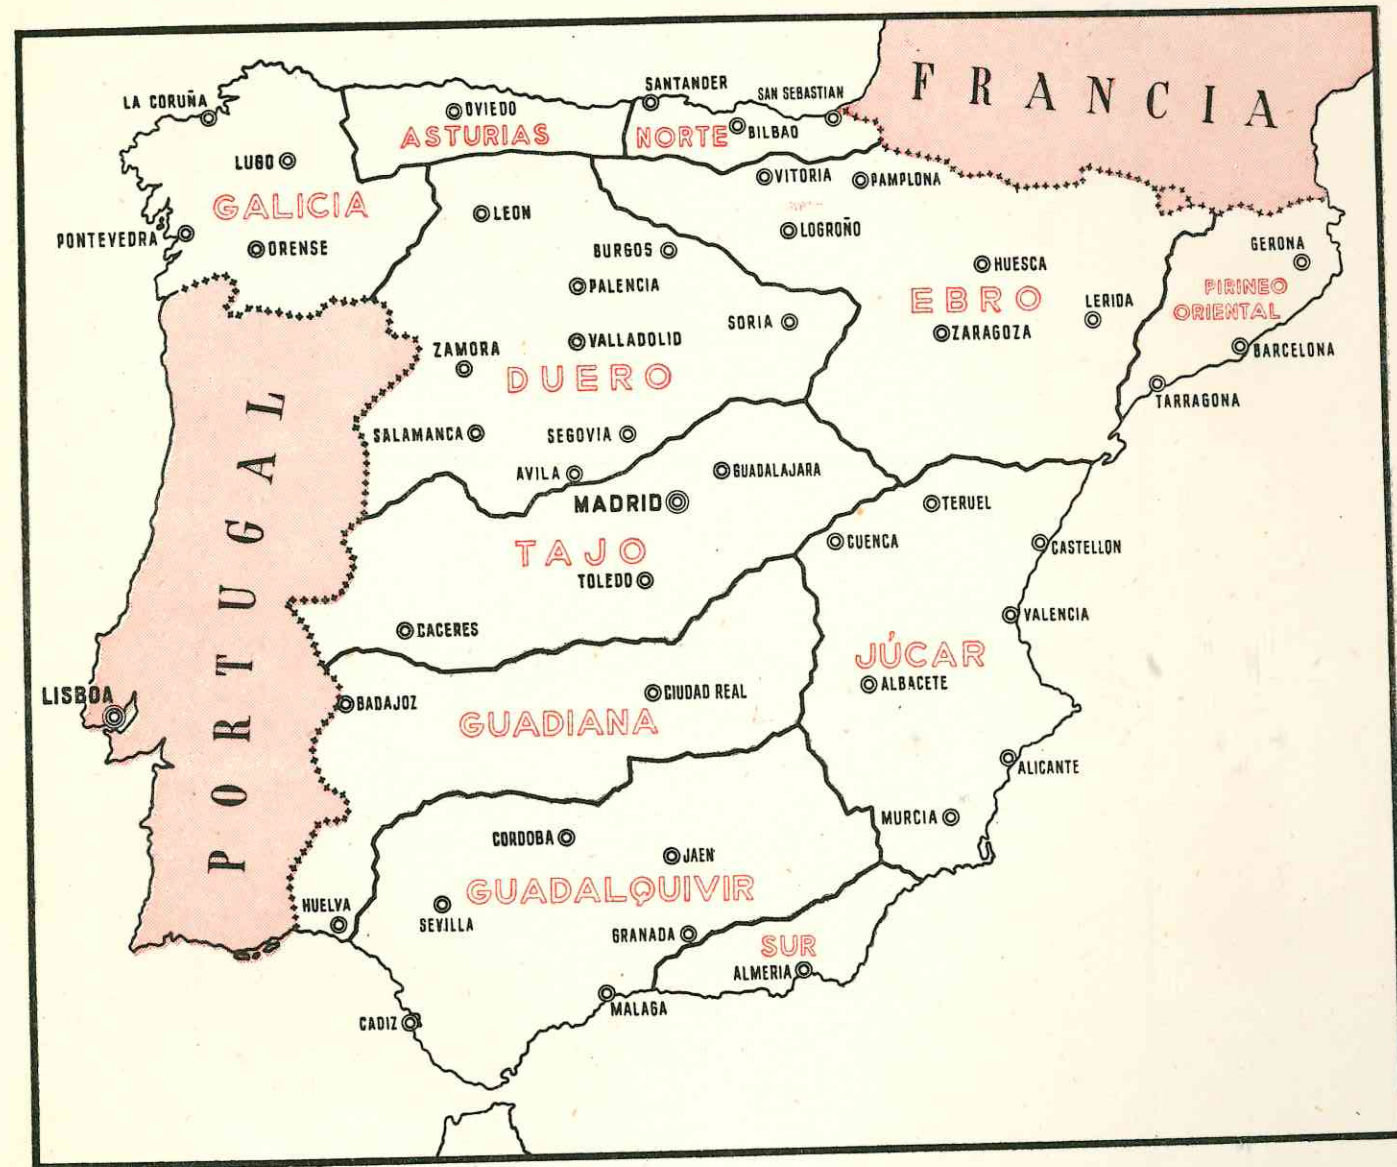 FRANCIA
SANTANDER
SAN SEBASTIAN
LA CORUÑA
OVIEDO
ASTURIAS
NORTE
BILBAO
LUGO
VITORIA
PAMPLONA
GALICIA
LEON
LOGROÑO
PONTEVEDRA
ORENSE
BURGOS
GERONA
HUESCA
PALENCIA
PIRINEO
ORIENTAL
EBRO
LERIDA
SORIA
ZARAGOZA
VALLADOLID
ZAMORA
BARCELONA
DUERO
TARRAGONA
PORTUGAL
SALAMANCA
SEGOVIA
AVILA
GUADALAJARA
MADRID
TERUEL
CUENCA
CASTELLON
TAJO
TOLEDO
VALENCIA
CACERES
JÚCAR
ALBACETE
LISBOA
BADAJOZ
CIUDAD REAL
GUADIANA
ALICANTE
MURCIA
CORDOBA
JAEN
GUADALQUIVIR
HUELVA
SEVILLA
GRANADA
SUR
ALMERIA
MALAGA
CADIZ